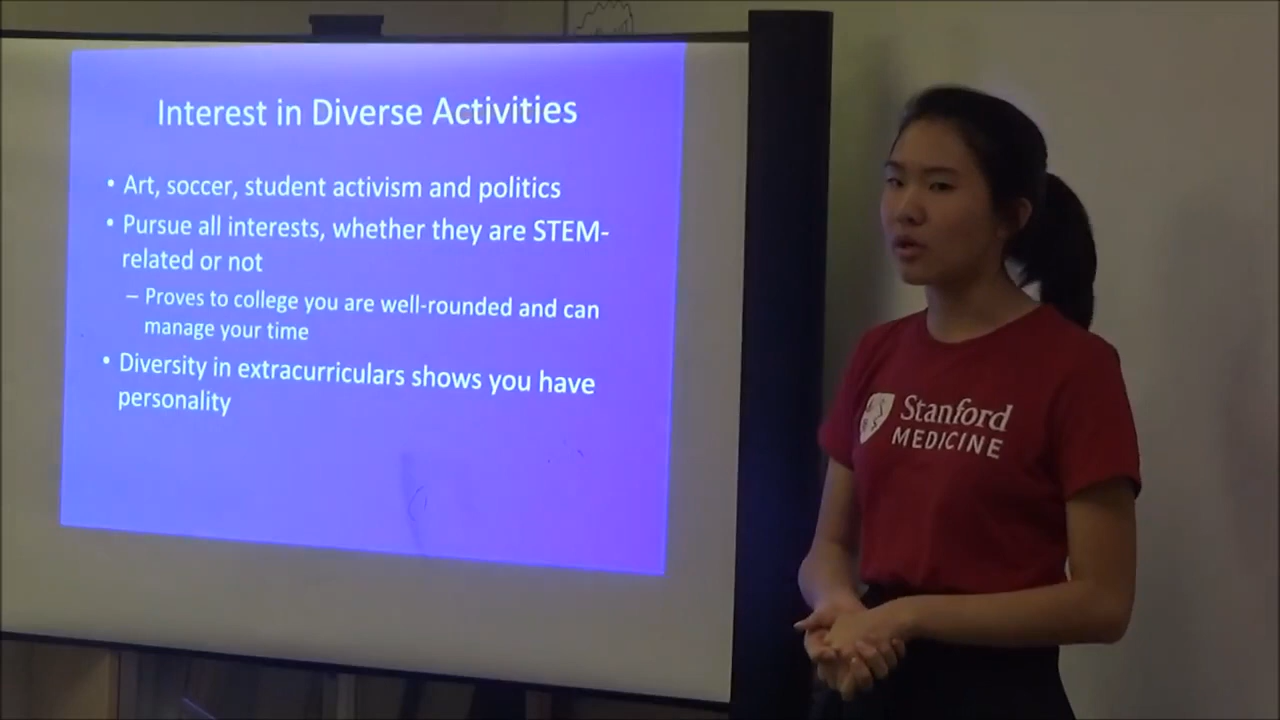 Interest in Diverse Activities
• Art, soccer, student activism and politics
• Pursue all interests, whether they are STEM-
related or not
– Proves to college you are well-rounded and can
manage your time
• Diversity in extracurriculars shows you have
personality
Stanford
MEDICINE